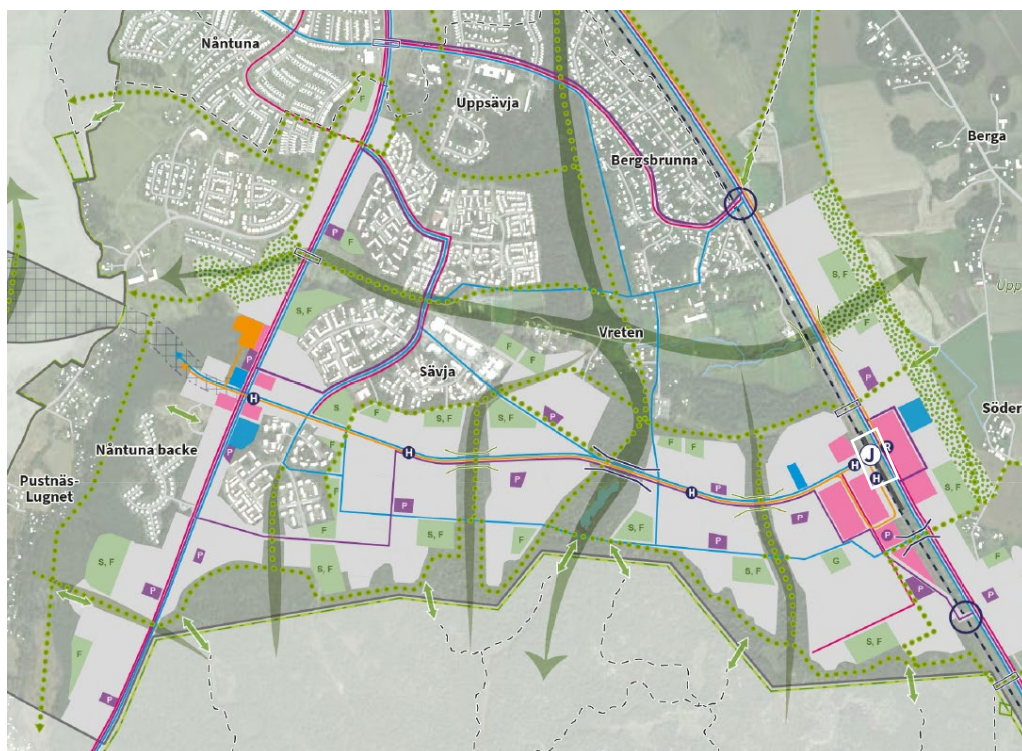 Nåntuna
F
Uppsävja
Berga
Bergsbrunna
P
F
S, F
S, F
Upp
F
Vreten
P
F
F
P
Sävja
H
S
F
S, F
S, F
S, F
F
Söder
Nåntuna backe
P
H
F
F
R
J
H
H
S, F
Pustnäs-
Lugnet
P
H
P
P
F
S, F
P
P
F
S, F
F
S, F
P
S, F
G
F
P
P
P
S, F
S, F
F
P